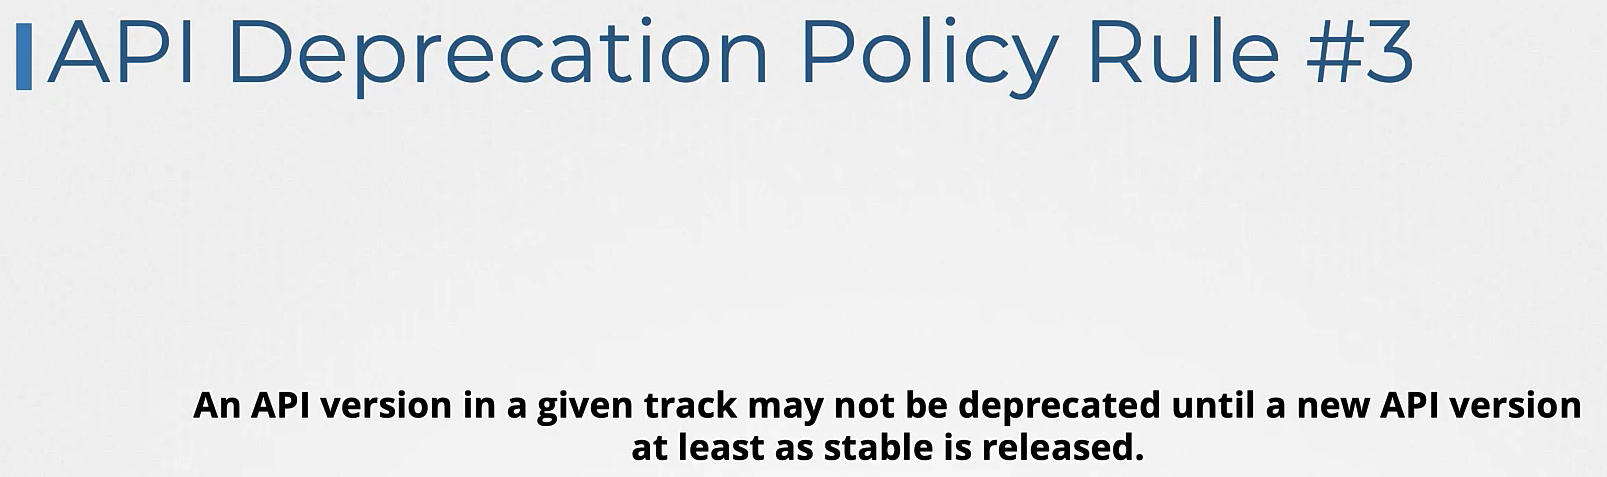 API Deprecation Policy Rule #3
An API version in a given track may not be deprecated until a new API version
at least as stable is released.